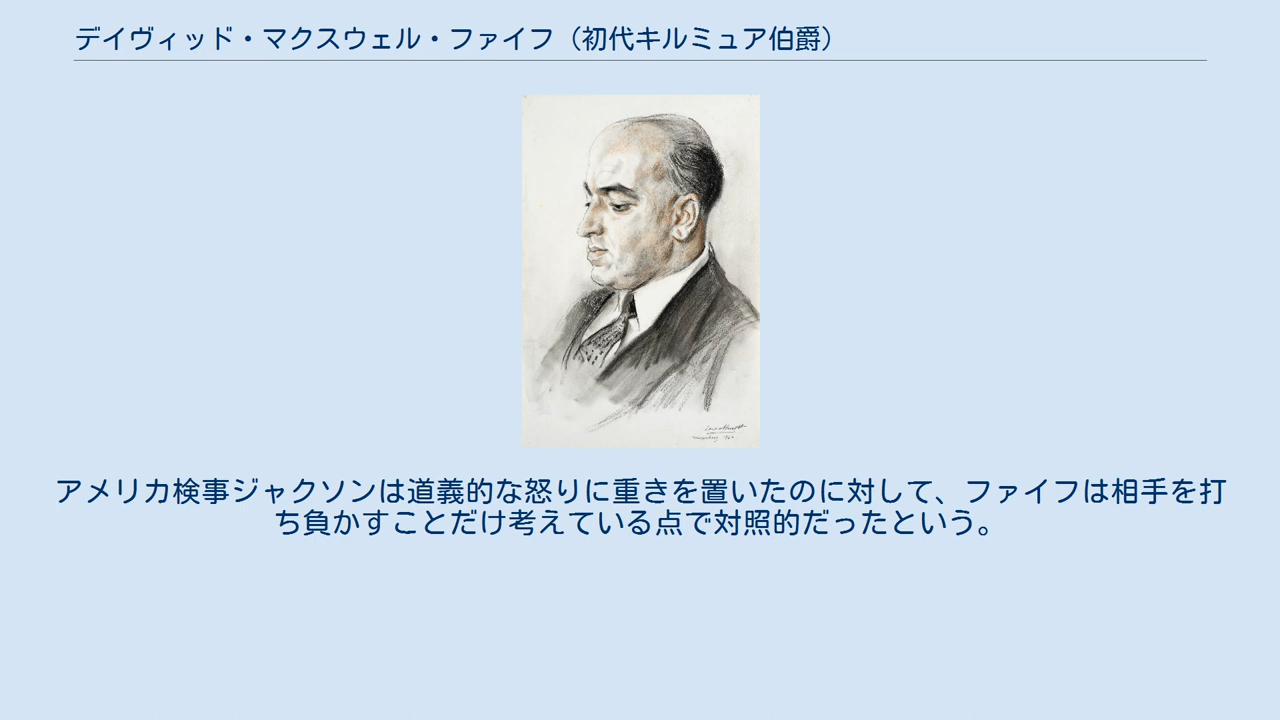 デイヴィッド・マクスウェル・ファイフ（初代キルミュア伯爵）
アメリカ検事ジャクソンは道義的な怒りに重きを置いたのに対して、ファイフは相手を打
ち負かすことだけ考えている点で対照的だったという。